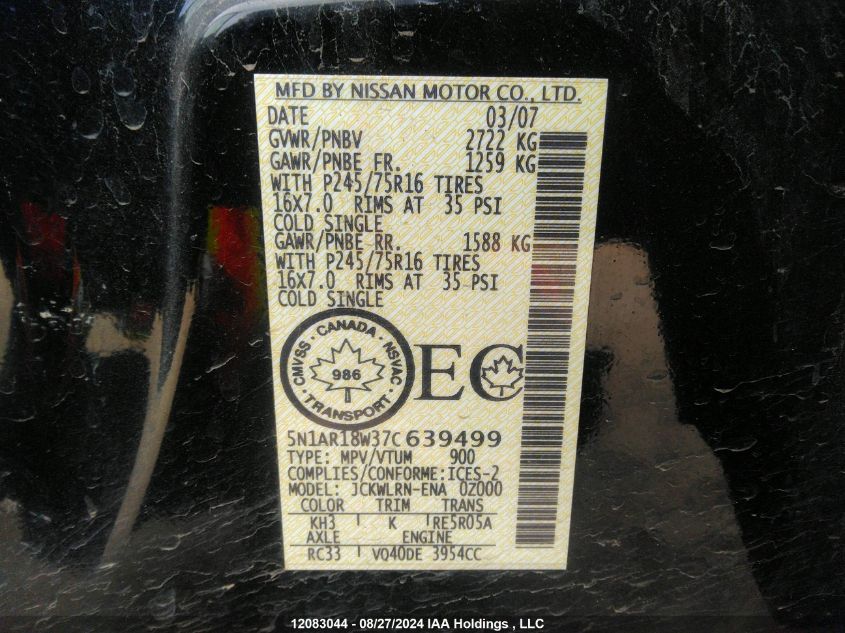 MFD BY NISSAN MOTOR CO., LTD.
DATE 03/07
GVWR/PNBV 2722 KG
GAWR/PNBE FR. 1259 KG
WITH P245/75R16 TIRES
16X7.0 RIMS AT 35 PSI
COLD SINGLE
GAWR/PNBE RR. 1588 KG
WITH P245/75R16 TIRES
16X7.0 RIMS AT 35 PSI
COLD SINGLE
CMVSS · CANADA · NSVAC · TRANSPORT ·
986
EC
5N1AR18W37C 639499
TYPE: MPV/VTUM 900
COMPLIES/CONFORME:ICES-2
MODEL: JCKWLRN-ENA 0Z000
COLOR TRIM TRANS
KH3 K RE5R05A
AXLE ENGINE
RC33 VQ40DE 3954CC
12083044 - 08/27/2024 IAA Holdings , LLC